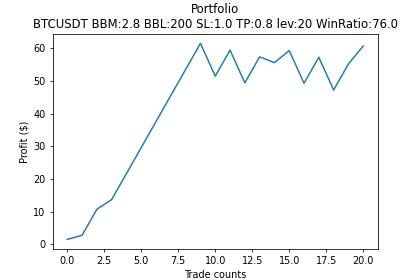 Portfolio
BTCUSDT BBM:2.8 BBL:200 SL:1.0 TP:0.8 lev:20 WinRatio:76.0
Profit ($)
60
50
40
30
20
10
0
0.0 2.5 5.0 7.5 10.0 12.5 15.0 17.5 20.0
Trade counts